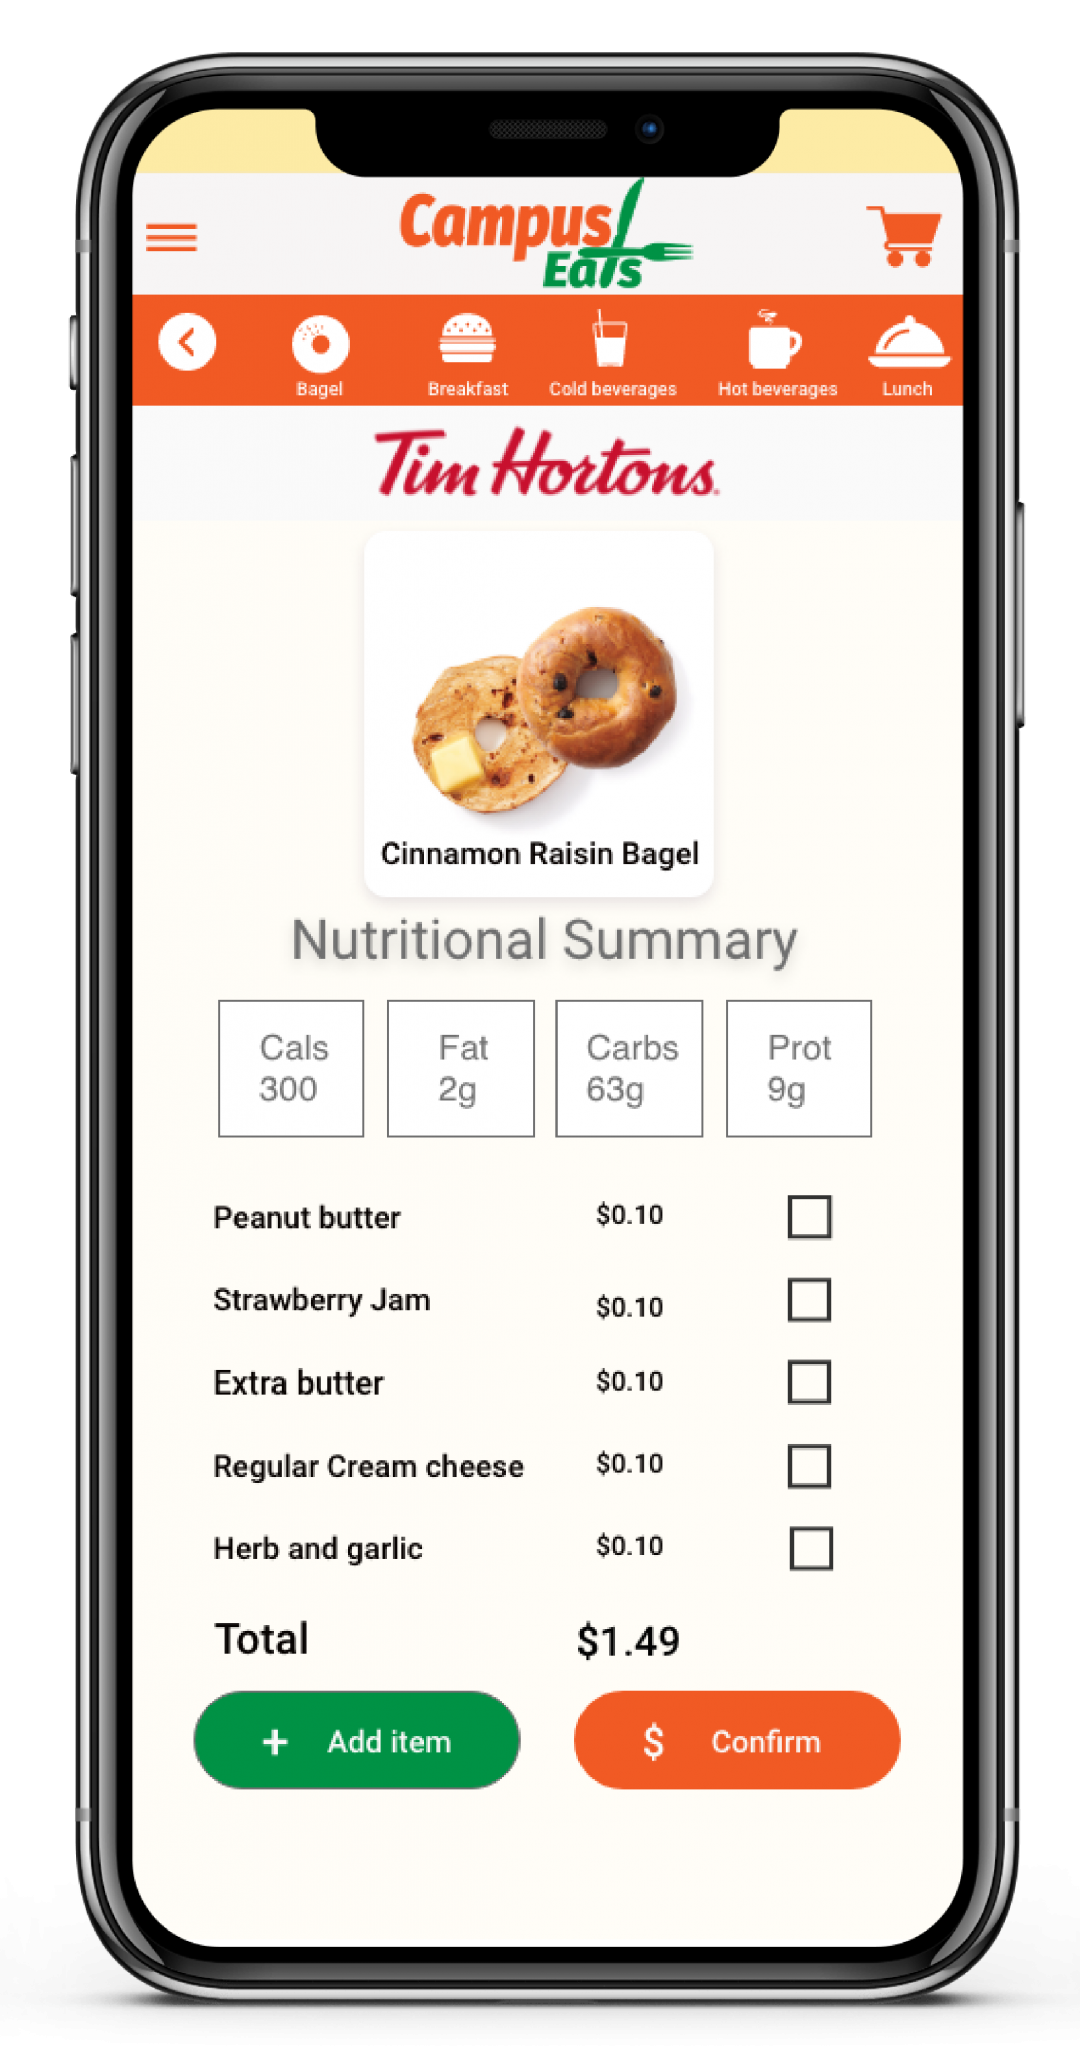 Campus
Eats
Bagel
Breakfast
Cold beverages
Hot beverages
Lunch
Tim Hortons.
Cinnamon Raisin Bagel
Nutritional Summary
Cals
300
Fat
2g
Carbs
63g
Prot
9g
Peanut butter $0.10
Strawberry Jam $0.10
Extra butter $0.10
Regular Cream cheese $0.10
Herb and garlic $0.10
Total $1.49
+ Add item
$ Confirm